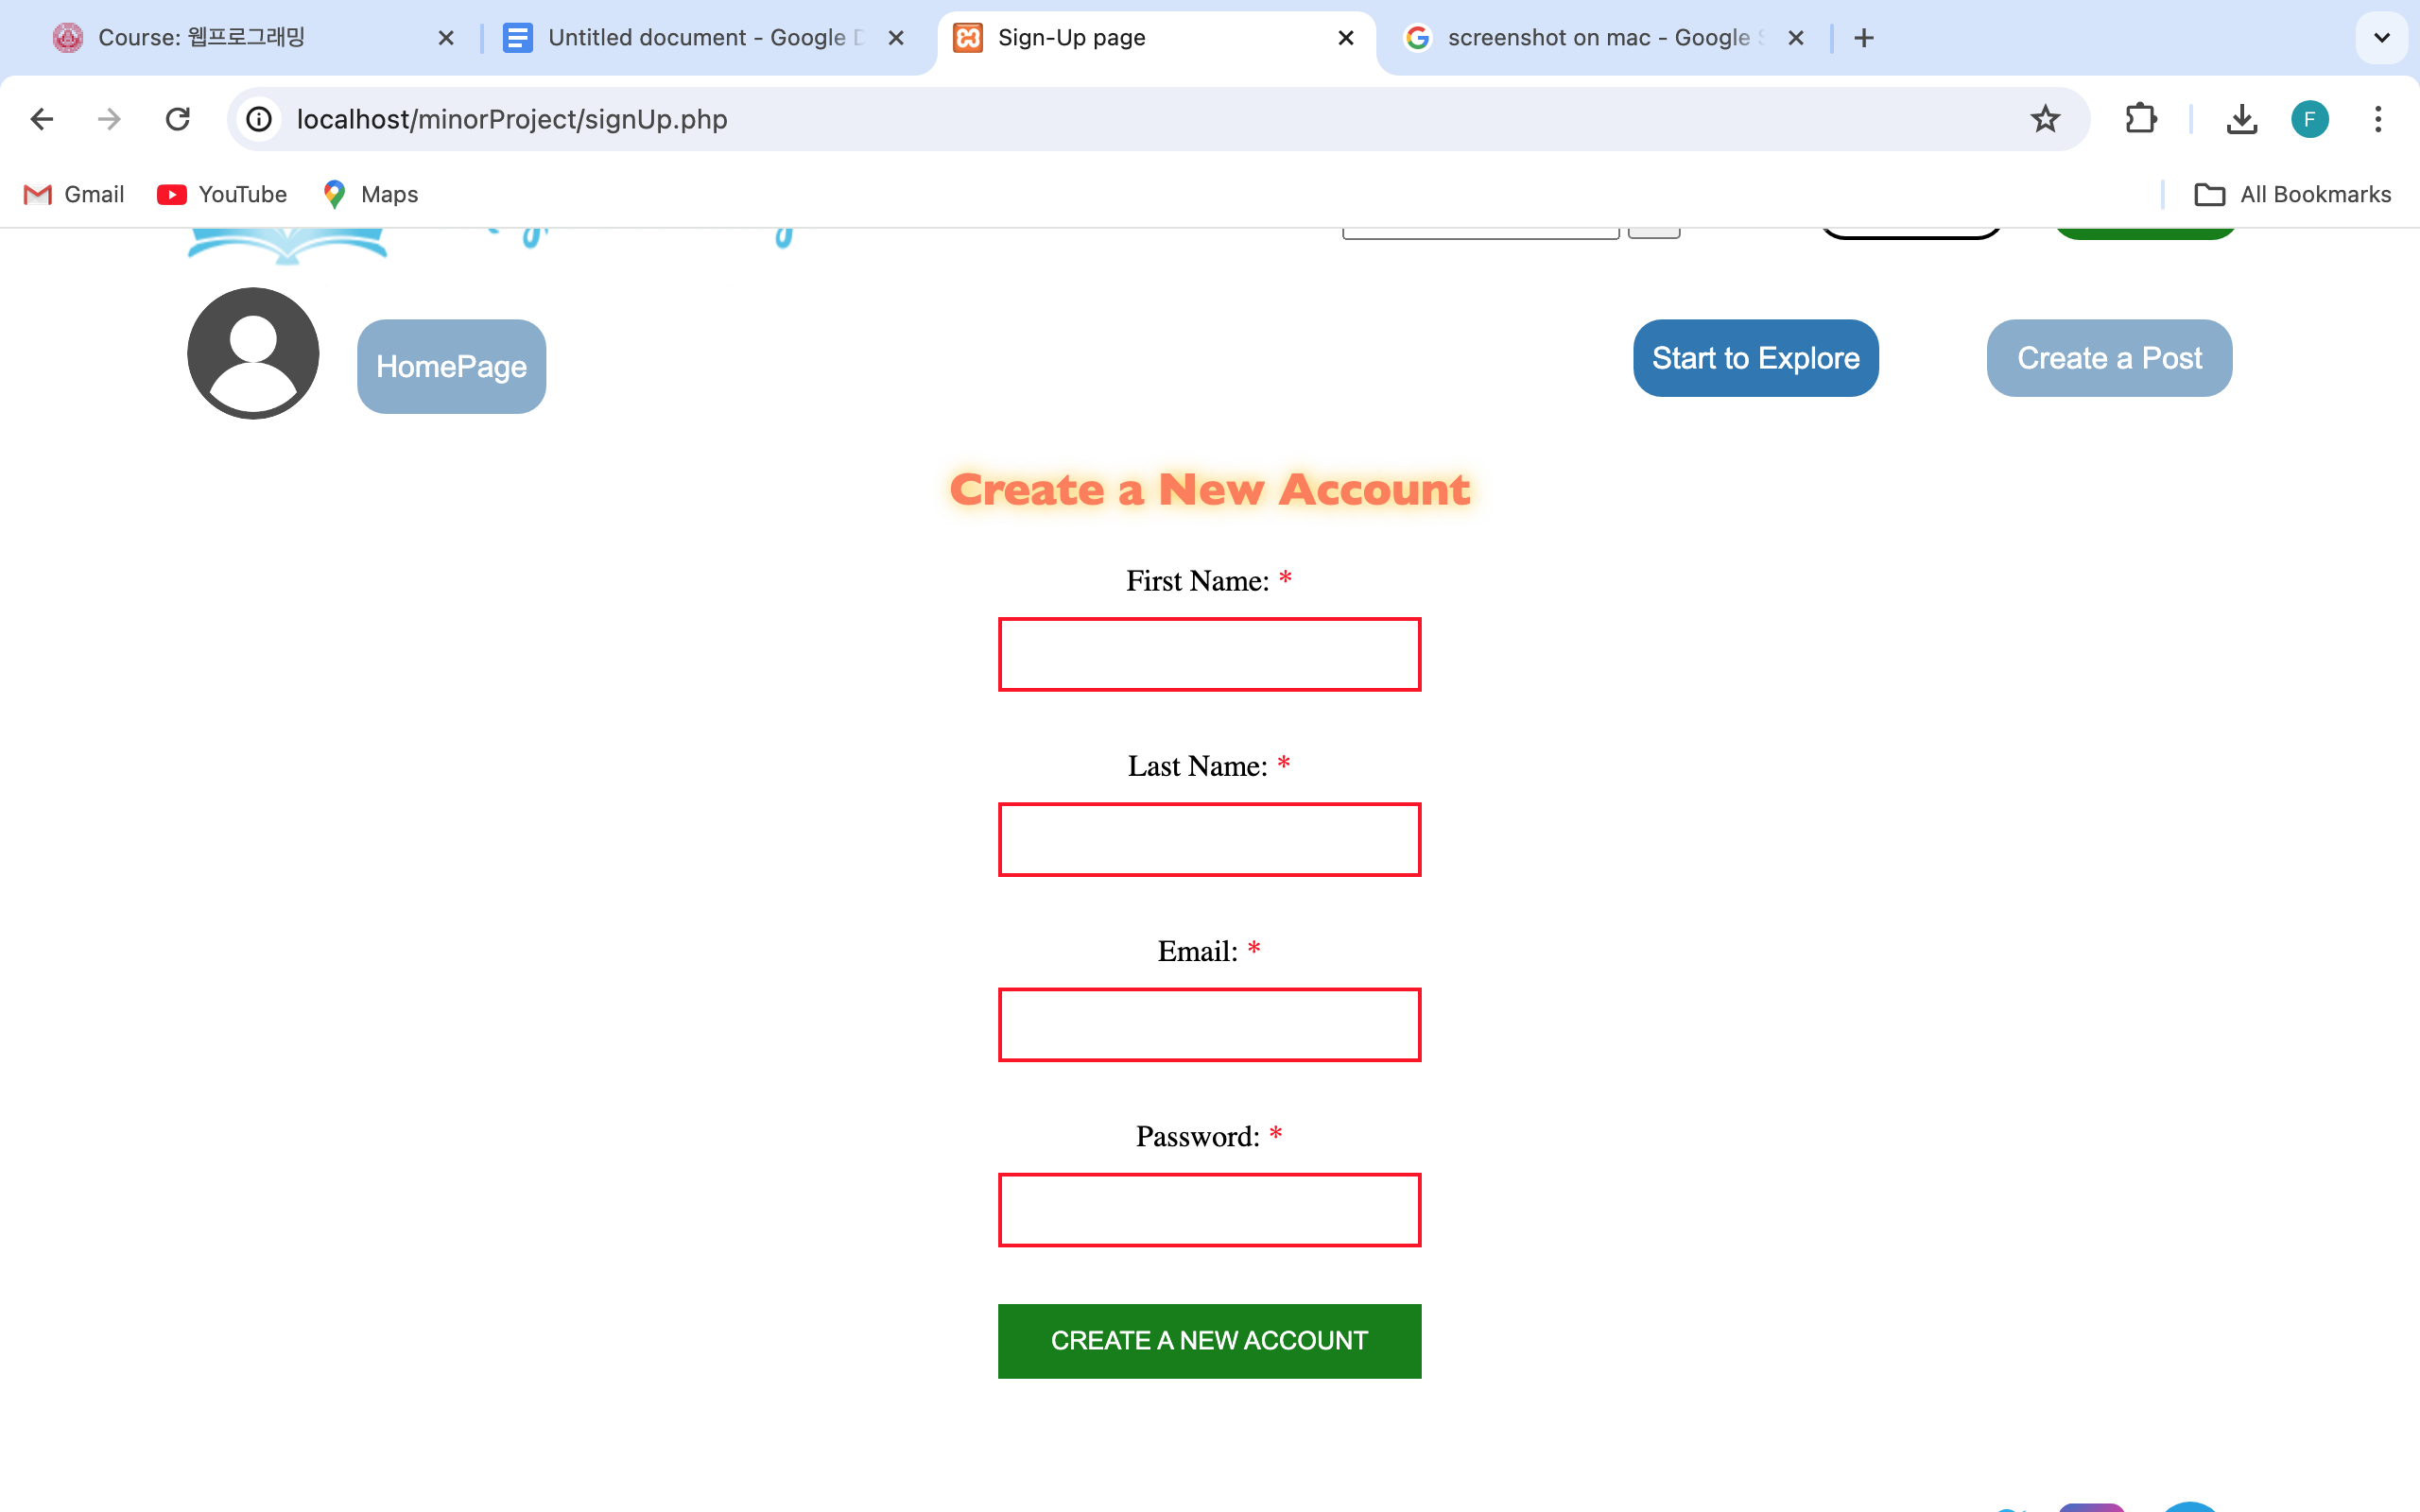 Course: 웹프로그래밍
Untitled document - Google D
Sign-Up page
screenshot on mac - Google S
localhost/minorProject/signUp.php
F
Gmail
YouTube
Maps
All Bookmarks
HomePage
Start to Explore
Create a Post
Create a New Account
First Name: *
Last Name: *
Email: *
Password: *
CREATE A NEW ACCOUNT